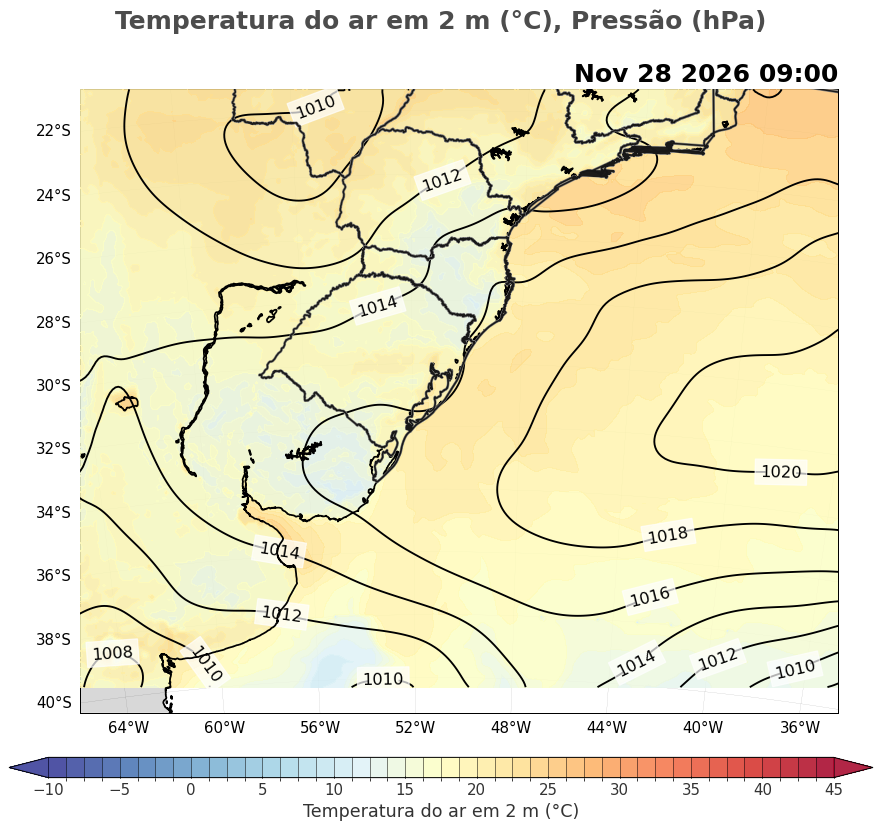 Temperatura do ar em 2 m (°C), Pressão (hPa)
Nov 28 2026 09:00
1010
22°S
1012
24°S
26°S
1014
28°S
30°S
32°S
1020
34°S
1018
1014
36°S
1016
1012
38°S
1008
1010
1014
1012
1010
1010
40°S
64°W 60°W 56°W 52°W 48°W 44°W 40°W 36°W
−10 −5 0 5 10 15 20 25 30 35 40 45
Temperatura do ar em 2 m (°C)